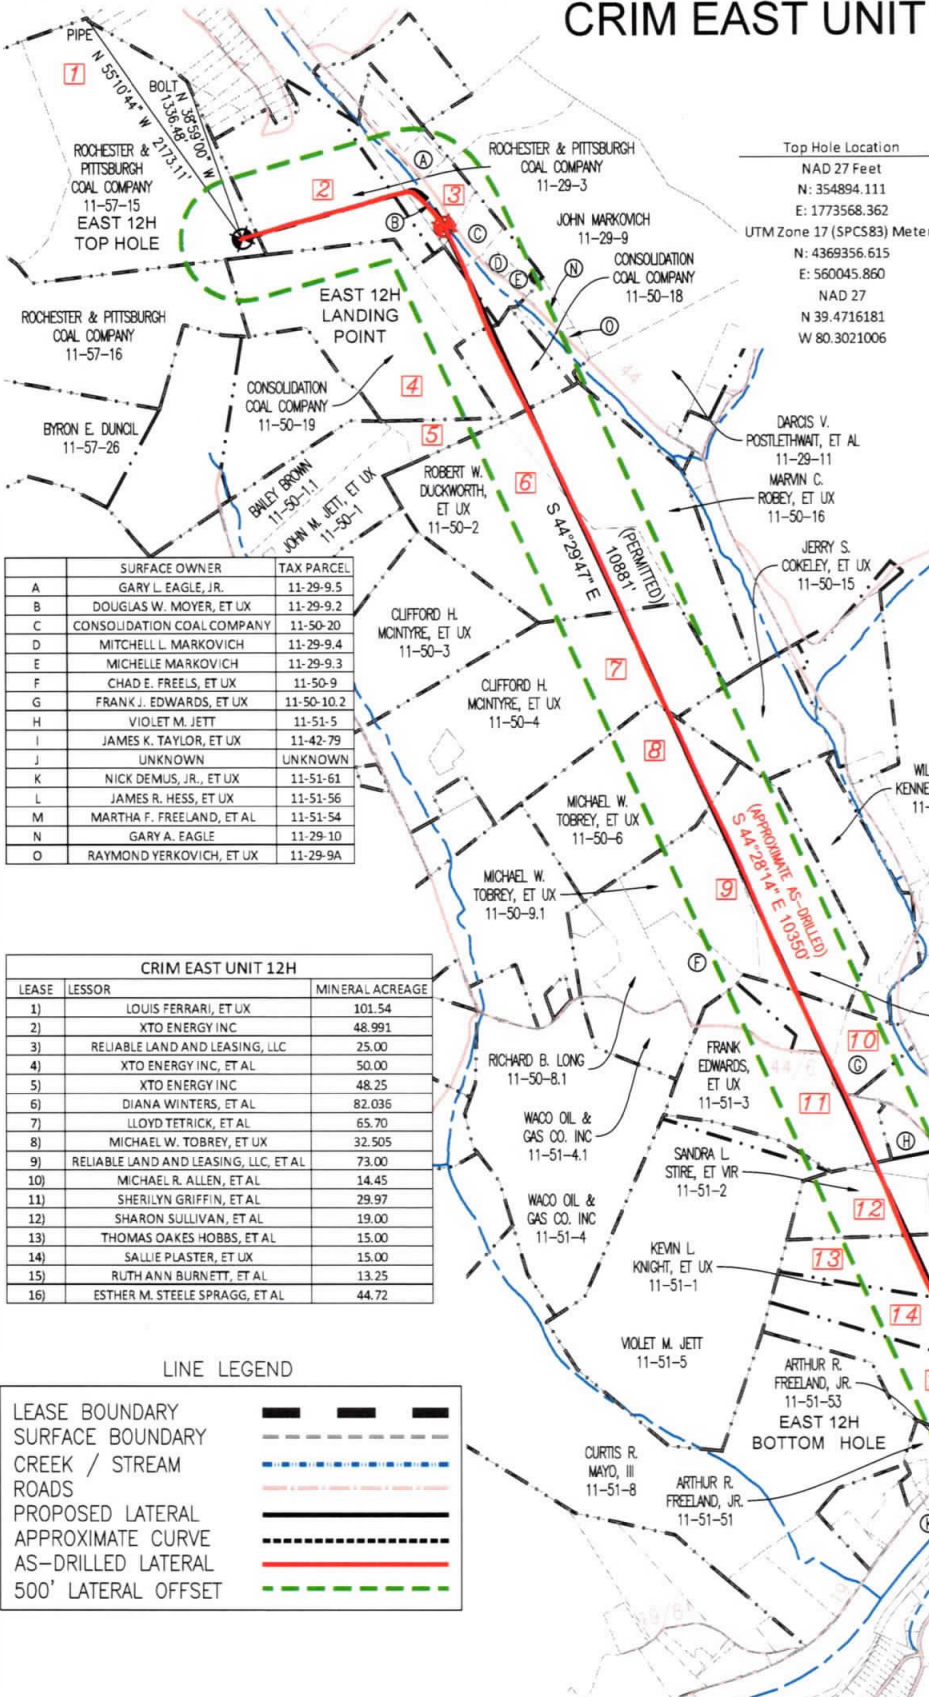 CRIM EAST UNIT
PIPE
1
N 55°10'44" W 2173.11'
BOLT
N 38°59'00" W
1336.48'
ROCHESTER &
PITTSBURGH
COAL COMPANY
11-57-15
EAST 12H
TOP HOLE
2
A
3
B
C
D
E
N
O
ROCHESTER & PITTSBURGH
COAL COMPANY
11-29-3
JOHN MARKOVICH
11-29-9
CONSOLIDATION
COAL COMPANY
11-50-18
Top Hole Location
NAD 27 Feet
N: 354894.111
E: 1773568.362
UTM Zone 17 (SPCS83) Meter
N: 4369356.615
E: 560045.860
NAD 27
N 39.4716181
W 80.3021006
EAST 12H
LANDING
POINT
ROCHESTER & PITTSBURGH
COAL COMPANY
11-57-16
44
4
CONSOLIDATION
COAL COMPANY
11-50-19
BYRON E. DUNCIL
11-57-26
5
BAILEY BROWN
11-50-1.1
JOHN M. JETT, ET UX
11-50-1
ROBERT W.
DUCKWORTH,
ET UX
11-50-2
6
S 44°29'47" E
10881'
(PERMITTED)
DARCIS V.
POSTLETHWAIT, ET AL
11-29-11
MARVIN C.
ROBEY, ET UX
11-50-16
JERRY S.
COKELEY, ET UX
11-50-15
SURFACE OWNER TAX PARCEL
A GARY L. EAGLE, JR. 11-29-9.5
B DOUGLAS W. MOYER, ET UX 11-29-9.2
C CONSOLIDATION COAL COMPANY 11-50-20
D MITCHELL L. MARKOVICH 11-29-9.4
E MICHELLE MARKOVICH 11-29-9.3
F CHAD E. FREELS, ET UX 11-50-9
G FRANK J. EDWARDS, ET UX 11-50-10.2
H VIOLET M. JETT 11-51-5
I JAMES K. TAYLOR, ET UX 11-42-79
J UNKNOWN UNKNOWN
K NICK DEMUS, JR., ET UX 11-51-61
L JAMES R. HESS, ET UX 11-51-56
M MARTHA F. FREELAND, ET AL 11-51-54
N GARY A. EAGLE 11-29-10
O RAYMOND YERKOVICH, ET UX 11-29-9A
CLIFFORD H.
MCINTYRE, ET UX
11-50-3
7
CLIFFORD H.
MCINTYRE, ET UX
11-50-4
8
WIL
KENNE
11-
MICHAEL W.
TOBREY, ET UX
11-50-6
(APPROXIMATE AS-DRILLED)
S 44°28'14" E 10350'
MICHAEL W.
TOBREY, ET UX
11-50-9.1
9
F
CRIM EAST UNIT 12H
LEASE LESSOR MINERAL ACREAGE
1) LOUIS FERRARI, ET UX 101.54
2) XTO ENERGY INC 48.991
3) RELIABLE LAND AND LEASING, LLC 25.00
4) XTO ENERGY INC, ET AL 50.00
5) XTO ENERGY INC 48.25
6) DIANA WINTERS, ET AL 82.036
7) LLOYD TETRICK, ET AL 65.70
8) MICHAEL W. TOBREY, ET UX 32.505
9) RELIABLE LAND AND LEASING, LLC, ET AL 73.00
10) MICHAEL R. ALLEN, ET AL 14.45
11) SHERILYN GRIFFIN, ET AL 29.97
12) SHARON SULLIVAN, ET AL 19.00
13) THOMAS OAKES HOBBS, ET AL 15.00
14) SALLIE PLASTER, ET UX 15.00
15) RUTH ANN BURNETT, ET AL 13.25
16) ESTHER M. STEELE SPRAGG, ET AL 44.72
RICHARD B. LONG
11-50-8.1
FRANK
EDWARDS,
ET UX
11-51-3
44/6
10
G
11
H
WACO OIL &
GAS CO. INC
11-51-4.1
SANDRA L.
STIRE, ET VIR
11-51-2
WACO OIL &
GAS CO. INC
11-51-4
12
KEVIN L.
KNIGHT, ET UX
11-51-1
13
14
VIOLET M. JETT
11-51-5
ARTHUR R.
FREELAND, JR.
11-51-53
EAST 12H
BOTTOM HOLE
CURTIS R.
MAYO, III
11-51-8
ARTHUR R.
FREELAND, JR.
11-51-51
K
LINE LEGEND
LEASE BOUNDARY
SURFACE BOUNDARY
CREEK / STREAM
ROADS
PROPOSED LATERAL
APPROXIMATE CURVE
AS-DRILLED LATERAL
500' LATERAL OFFSET